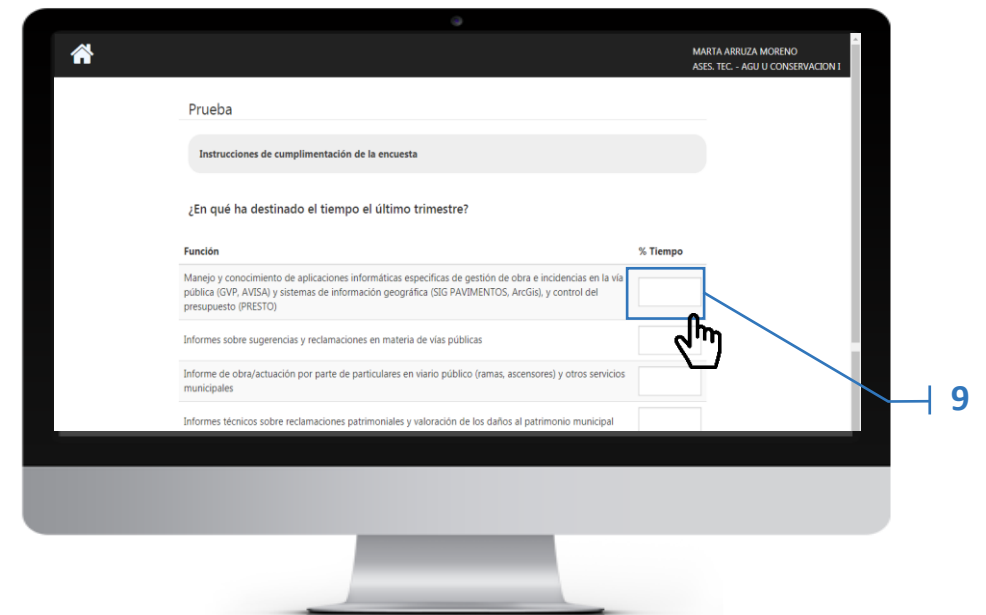 MARTA ARRUZA MORENO
ASES. TEC. - AGU U CONSERVACION I
Prueba
Instrucciones de cumplimentación de la encuesta
¿En qué ha destinado el tiempo el último trimestre?
Función % Tiempo
Manejo y conocimiento de aplicaciones informáticas especificas de gestión de obra e incidencias en la vía
pública (GVP, AVISA) y sistemas de información geográfica (SIG PAVIMENTOS, ArcGis), y control del
presupuesto (PRESTO)
Informes sobre sugerencias y reclamaciones en materia de vías públicas
Informe de obra/actuación por parte de particulares en viario público (ramas, ascensores) y otros servicios
municipales
Informes técnicos sobre reclamaciones patrimoniales y valoración de los daños al patrimonio municipal
9